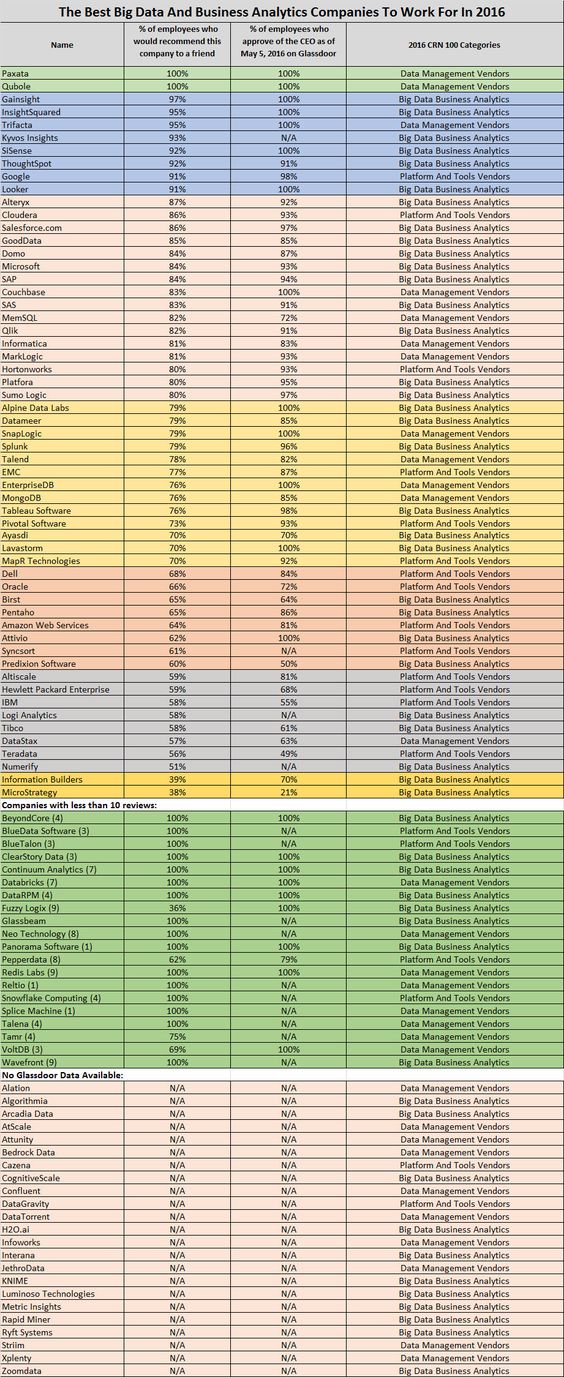 The Best Big Data And Business Analytics Companies To Work For In 2016
Name
% of employees who would recommend this company to a friend
% of employees who approve of the CEO as of May 5, 2016 on Glassdoor
2016 CRN 100 Categories
Paxata 100% 100% Data Management Vendors
Qubole 100% 100% Data Management Vendors
Gainsight 97% 100% Big Data Business Analytics
InsightSquared 95% 100% Big Data Business Analytics
Trifacta 95% 100% Data Management Vendors
Kyvos Insights 93% N/A Big Data Business Analytics
SiSense 92% 100% Big Data Business Analytics
ThoughtSpot 92% 91% Big Data Business Analytics
Google 91% 98% Platform And Tools Vendors
Looker 91% 100% Big Data Business Analytics
Alteryx 87% 92% Big Data Business Analytics
Cloudera 86% 93% Platform And Tools Vendors
Salesforce.com 86% 97% Big Data Business Analytics
GoodData 85% 85% Big Data Business Analytics
Domo 84% 87% Big Data Business Analytics
Microsoft 84% 93% Big Data Business Analytics
SAP 84% 94% Big Data Business Analytics
Couchbase 83% 100% Data Management Vendors
SAS 83% 91% Big Data Business Analytics
MemSQL 82% 72% Data Management Vendors
Qlik 82% 91% Big Data Business Analytics
Informatica 81% 83% Data Management Vendors
MarkLogic 81% 93% Data Management Vendors
Hortonworks 80% 93% Platform And Tools Vendors
Platfora 80% 95% Big Data Business Analytics
Sumo Logic 80% 97% Big Data Business Analytics
Alpine Data Labs 79% 100% Big Data Business Analytics
Datameer 79% 85% Big Data Business Analytics
SnapLogic 79% 100% Data Management Vendors
Splunk 79% 96% Big Data Business Analytics
Talend 78% 82% Data Management Vendors
EMC 77% 87% Platform And Tools Vendors
EnterpriseDB 76% 100% Data Management Vendors
MongoDB 76% 85% Data Management Vendors
Tableau Software 76% 98% Big Data Business Analytics
Pivotal Software 73% 93% Platform And Tools Vendors
Ayasdi 70% 70% Big Data Business Analytics
Lavastorm 70% 100% Big Data Business Analytics
MapR Technologies 70% 92% Platform And Tools Vendors
Dell 68% 84% Platform And Tools Vendors
Oracle 66% 72% Platform And Tools Vendors
Birst 65% 64% Big Data Business Analytics
Pentaho 65% 86% Big Data Business Analytics
Amazon Web Services 64% 81% Platform And Tools Vendors
Attivio 62% 100% Big Data Business Analytics
Syncsort 61% N/A Platform And Tools Vendors
Predixion Software 60% 50% Big Data Business Analytics
Altiscale 59% 81% Platform And Tools Vendors
Hewlett Packard Enterprise 59% 68% Platform And Tools Vendors
IBM 58% 55% Platform And Tools Vendors
Logi Analytics 58% N/A Big Data Business Analytics
Tibco 58% 61% Big Data Business Analytics
DataStax 57% 63% Data Management Vendors
Teradata 56% 49% Platform And Tools Vendors
Numerify 51% N/A Big Data Business Analytics
Information Builders 39% 70% Big Data Business Analytics
MicroStrategy 38% 21% Big Data Business Analytics
Companies with less than 10 reviews:
BeyondCore (4) 100% 100% Big Data Business Analytics
BlueData Software (3) 100% N/A Platform And Tools Vendors
BlueTalon (3) 100% N/A Platform And Tools Vendors
ClearStory Data (3) 100% 100% Big Data Business Analytics
Continuum Analytics (7) 100% 100% Big Data Business Analytics
Databricks (7) 100% 100% Data Management Vendors
DataRPM (4) 100% 100% Big Data Business Analytics
Fuzzy Logix (9) 36% 100% Big Data Business Analytics
Glassbeam 100% N/A Big Data Business Analytics
Neo Technology (8) 100% N/A Data Management Vendors
Panorama Software (1) 100% 100% Big Data Business Analytics
Pepperdata (8) 62% 79% Platform And Tools Vendors
Redis Labs (9) 100% 100% Data Management Vendors
Reltio (1) 100% N/A Data Management Vendors
Snowflake Computing (4) 100% N/A Platform And Tools Vendors
Splice Machine (1) 100% N/A Data Management Vendors
Talena (4) 100% N/A Data Management Vendors
Tamr (4) 75% N/A Data Management Vendors
VoltDB (3) 69% 100% Data Management Vendors
Wavefront (9) 100% N/A Big Data Business Analytics
No Glassdoor Data Available:
Alation N/A N/A Data Management Vendors
Algorithmia N/A N/A Big Data Business Analytics
Arcadia Data N/A N/A Big Data Business Analytics
AtScale N/A N/A Data Management Vendors
Attunity N/A N/A Data Management Vendors
Bedrock Data N/A N/A Data Management Vendors
Cazena N/A N/A Platform And Tools Vendors
CognitiveScale N/A N/A Big Data Business Analytics
Confluent N/A N/A Data Management Vendors
DataGravity N/A N/A Platform And Tools Vendors
DataTorrent N/A N/A Data Management Vendors
H2O.ai N/A N/A Big Data Business Analytics
Infoworks N/A N/A Data Management Vendors
Interana N/A N/A Big Data Business Analytics
JethroData N/A N/A Data Management Vendors
KNIME N/A N/A Big Data Business Analytics
Luminoso Technologies N/A N/A Big Data Business Analytics
Metric Insights N/A N/A Big Data Business Analytics
Rapid Miner N/A N/A Big Data Business Analytics
Ryft Systems N/A N/A Big Data Business Analytics
Striim N/A N/A Data Management Vendors
Xplenty N/A N/A Data Management Vendors
Zoomdata N/A N/A Big Data Business Analytics